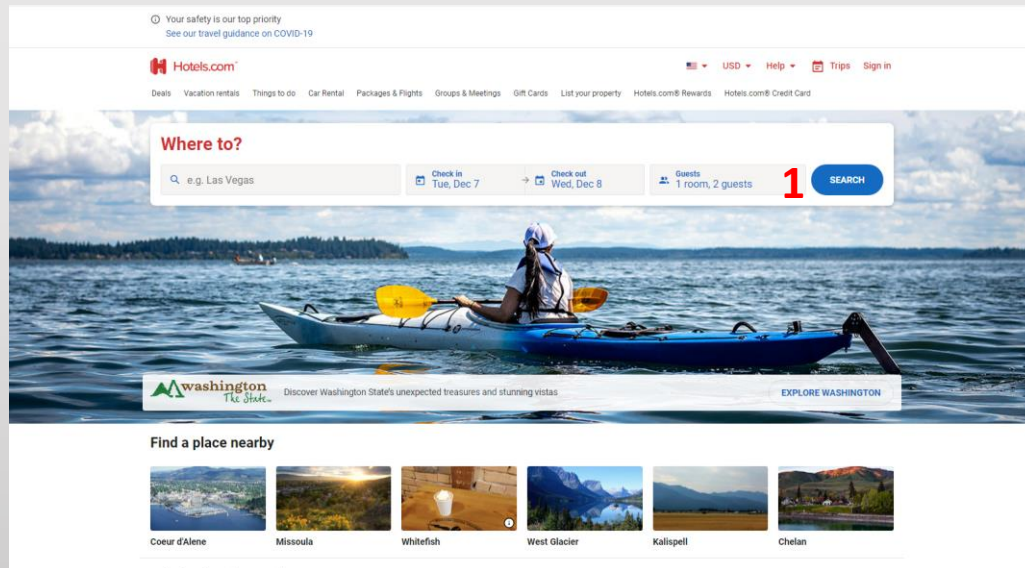 Your safety is our top priority
See our travel guidance on COVID-19
Hotels.com
USD Help Trips Sign in
Deals Vacation rentals Things to do Car Rental Packages & Flights Groups & Meetings Gift Cards List your property Hotels.com® Rewards Hotels.com® Credit Card
Where to?
e.g. Las Vegas
Check in
Tue, Dec 7
Check out
Wed, Dec 8
Guests
1 room, 2 guests
1
SEARCH
washington
The State
Discover Washington State's unexpected treasures and stunning vistas
EXPLORE WASHINGTON
Find a place nearby
Coeur d'Alene Missoula Whitefish West Glacier Kalispell Chelan